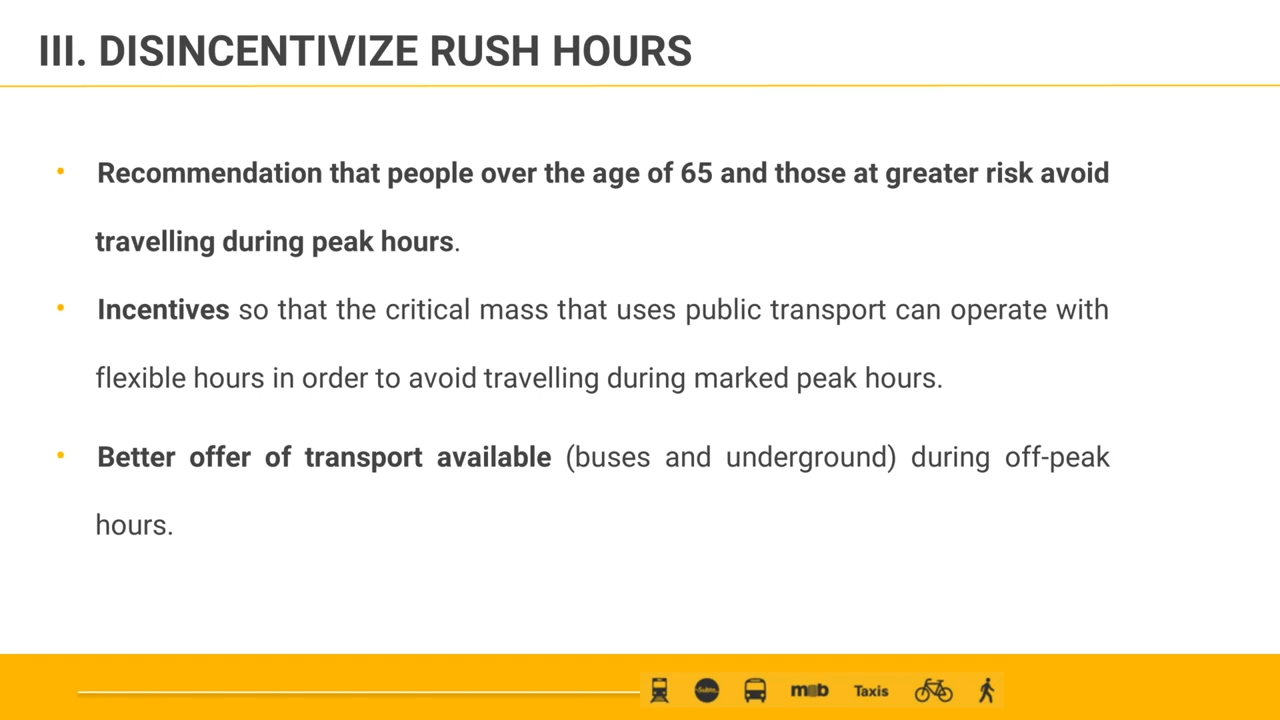 III. DISINCENTIVIZE RUSH HOURS
• Recommendation that people over the age of 65 and those at greater risk avoid
travelling during peak hours.
• Incentives so that the critical mass that uses public transport can operate with
flexible hours in order to avoid travelling during marked peak hours.
• Better offer of transport available (buses and underground) during off-peak
hours.
Taxis